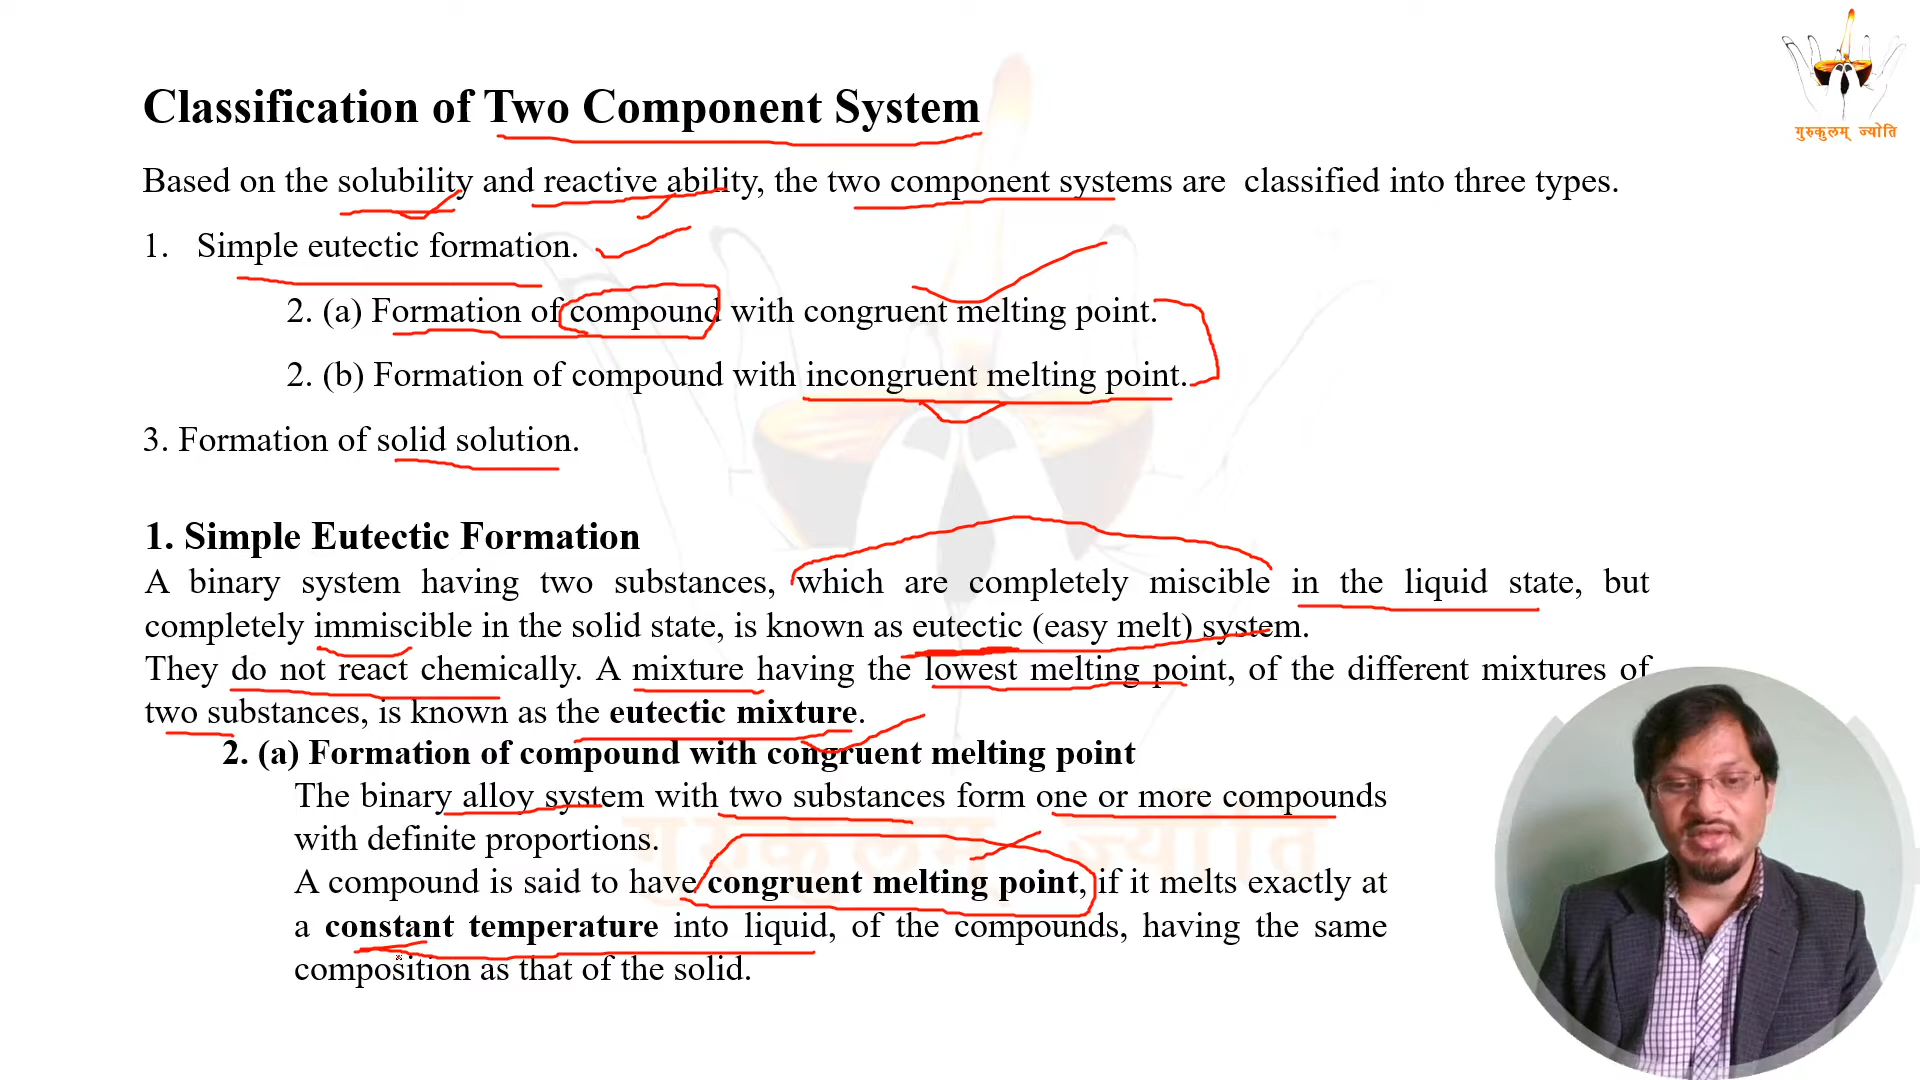 गुरुकुलम् ज्योति
Classification of Two Component System
Based on the solubility and reactive ability, the two component systems are classified into three types.
1. Simple eutectic formation.
2. (a) Formation of compound with congruent melting point.
2. (b) Formation of compound with incongruent melting point.
3. Formation of solid solution.
1. Simple Eutectic Formation
A binary system having two substances, which are completely miscible in the liquid state, but
completely immiscible in the solid state, is known as eutectic (easy melt) system.
They do not react chemically. A mixture having the lowest melting point, of the different mixtures of
two substances, is known as the eutectic mixture.
2. (a) Formation of compound with congruent melting point
The binary alloy system with two substances form one or more compounds
with definite proportions.
A compound is said to have congruent melting point, if it melts exactly at
a constant temperature into liquid, of the compounds, having the same
composition as that of the solid.
गुरुकुलम् ज्योति